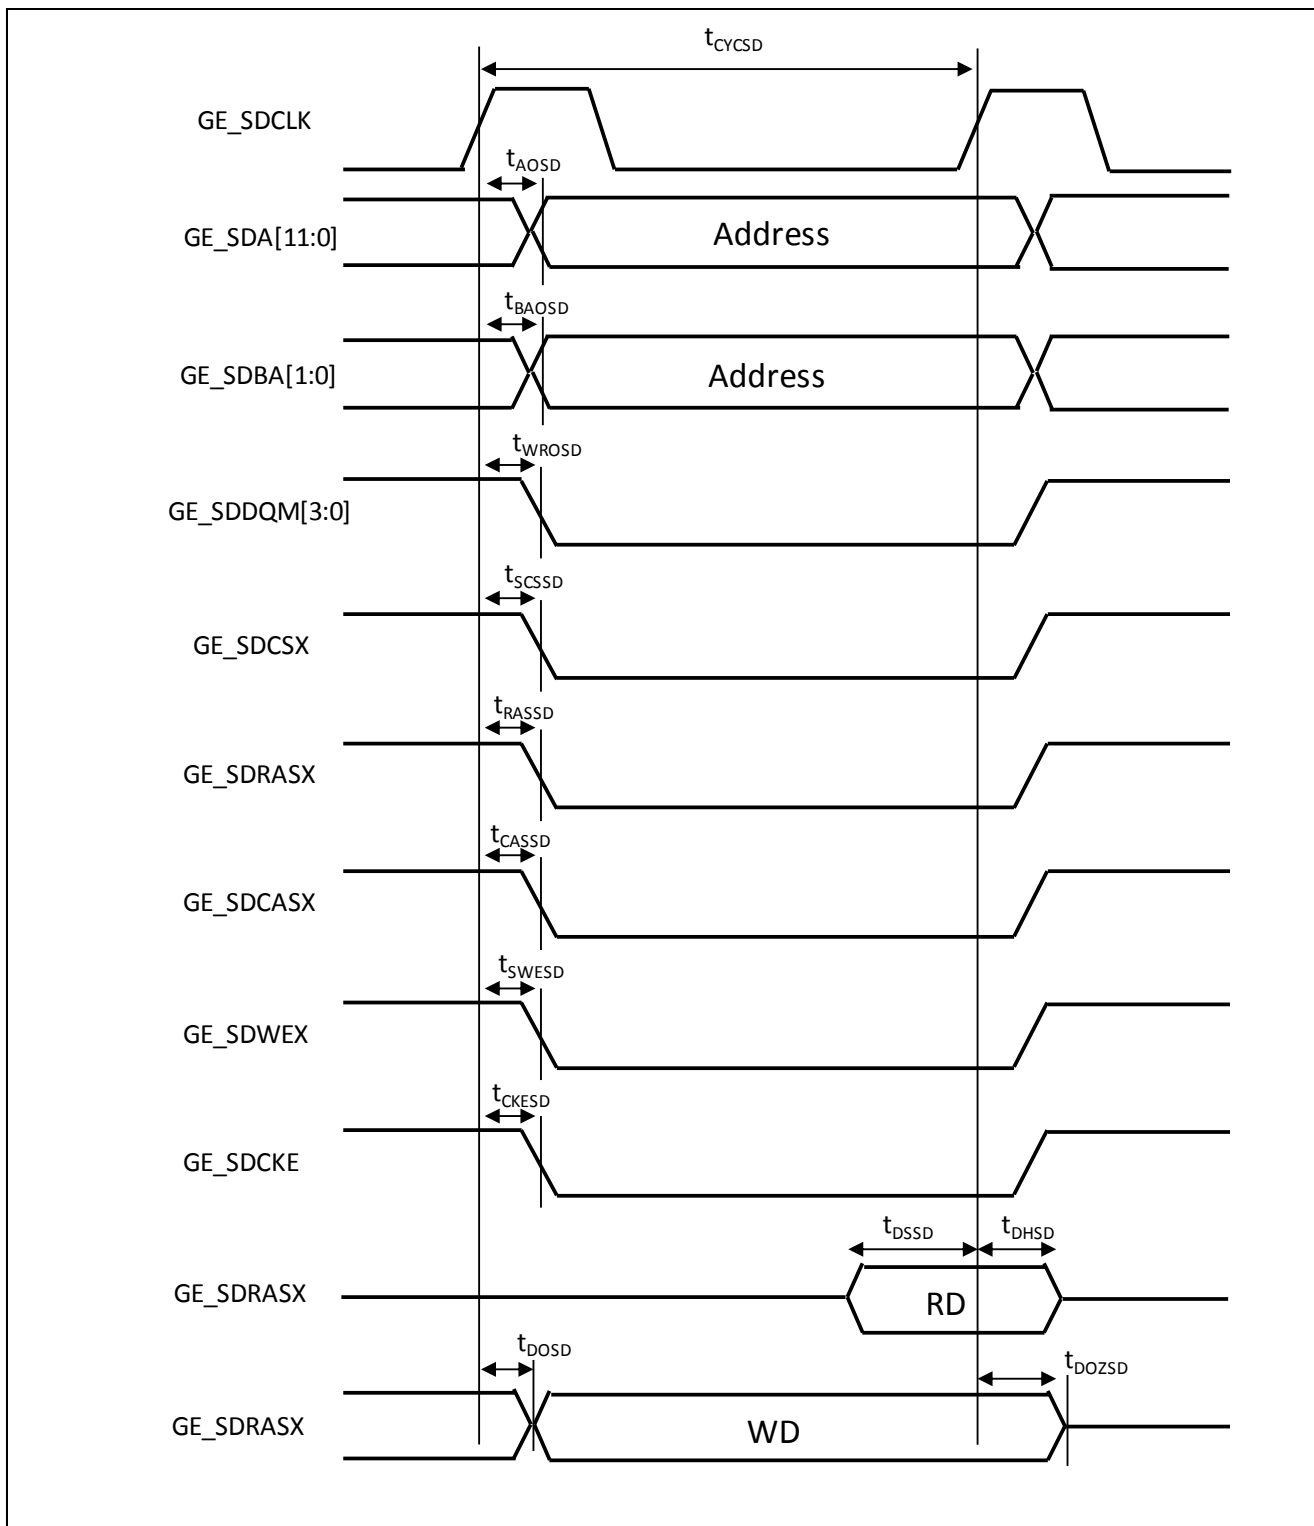 tCYCSD
GE_SDCLK
tAOSD
GE_SDA[11:0]
Address
tBAOSD
GE_SDBA[1:0]
Address
tWROSD
GE_SDDQM[3:0]
tSCSSD
GE_SDCSX
tRASSD
GE_SDRASX
tCASSD
GE_SDCASX
tSWESD
GE_SDWEX
tCKESD
GE_SDCKE
tDSSD tDHSD
GE_SDRASX
RD
tDOSD
tDOZSD
GE_SDRASX
WD